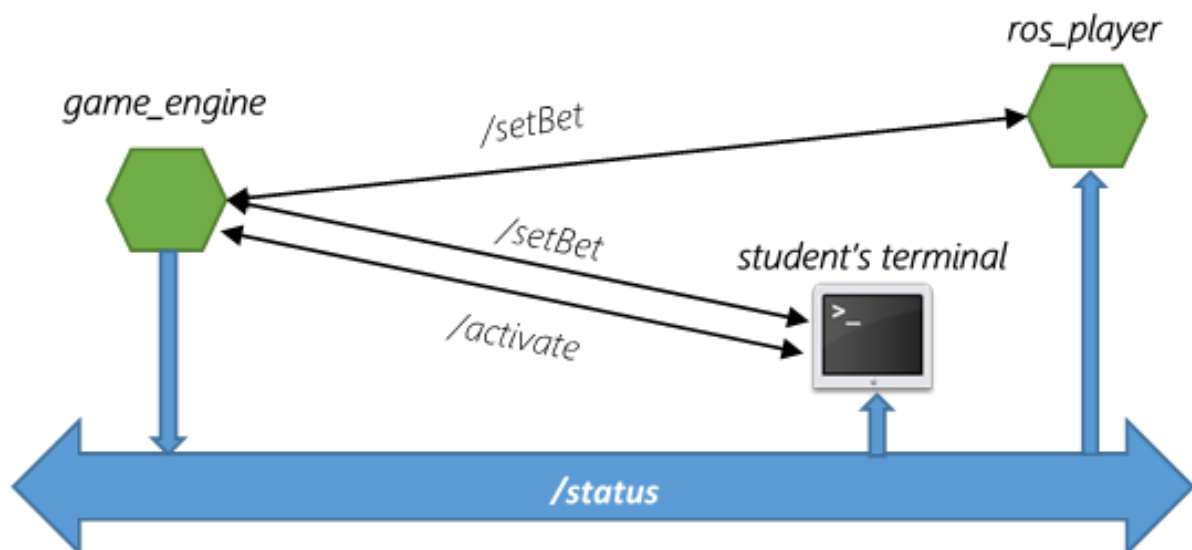 ros_player
game_engine
/setBet
/setBet
student's terminal
>_
/activate
/status